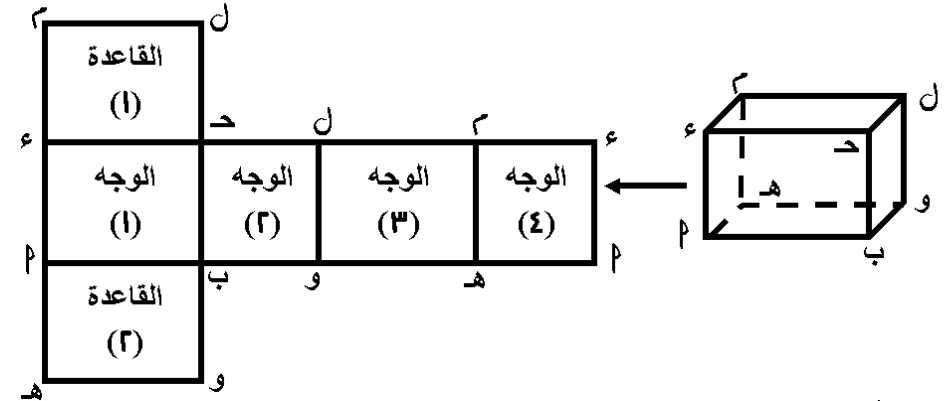 م ل
القاعدة
(١)
ء حـ ل م ء
الوجه الوجه الوجه الوجه
(١) (٢) (٣) (٤)
م ب و هـ م
القاعدة
(٢)
هـ و
م ل
ء حـ
هـ و
م ب